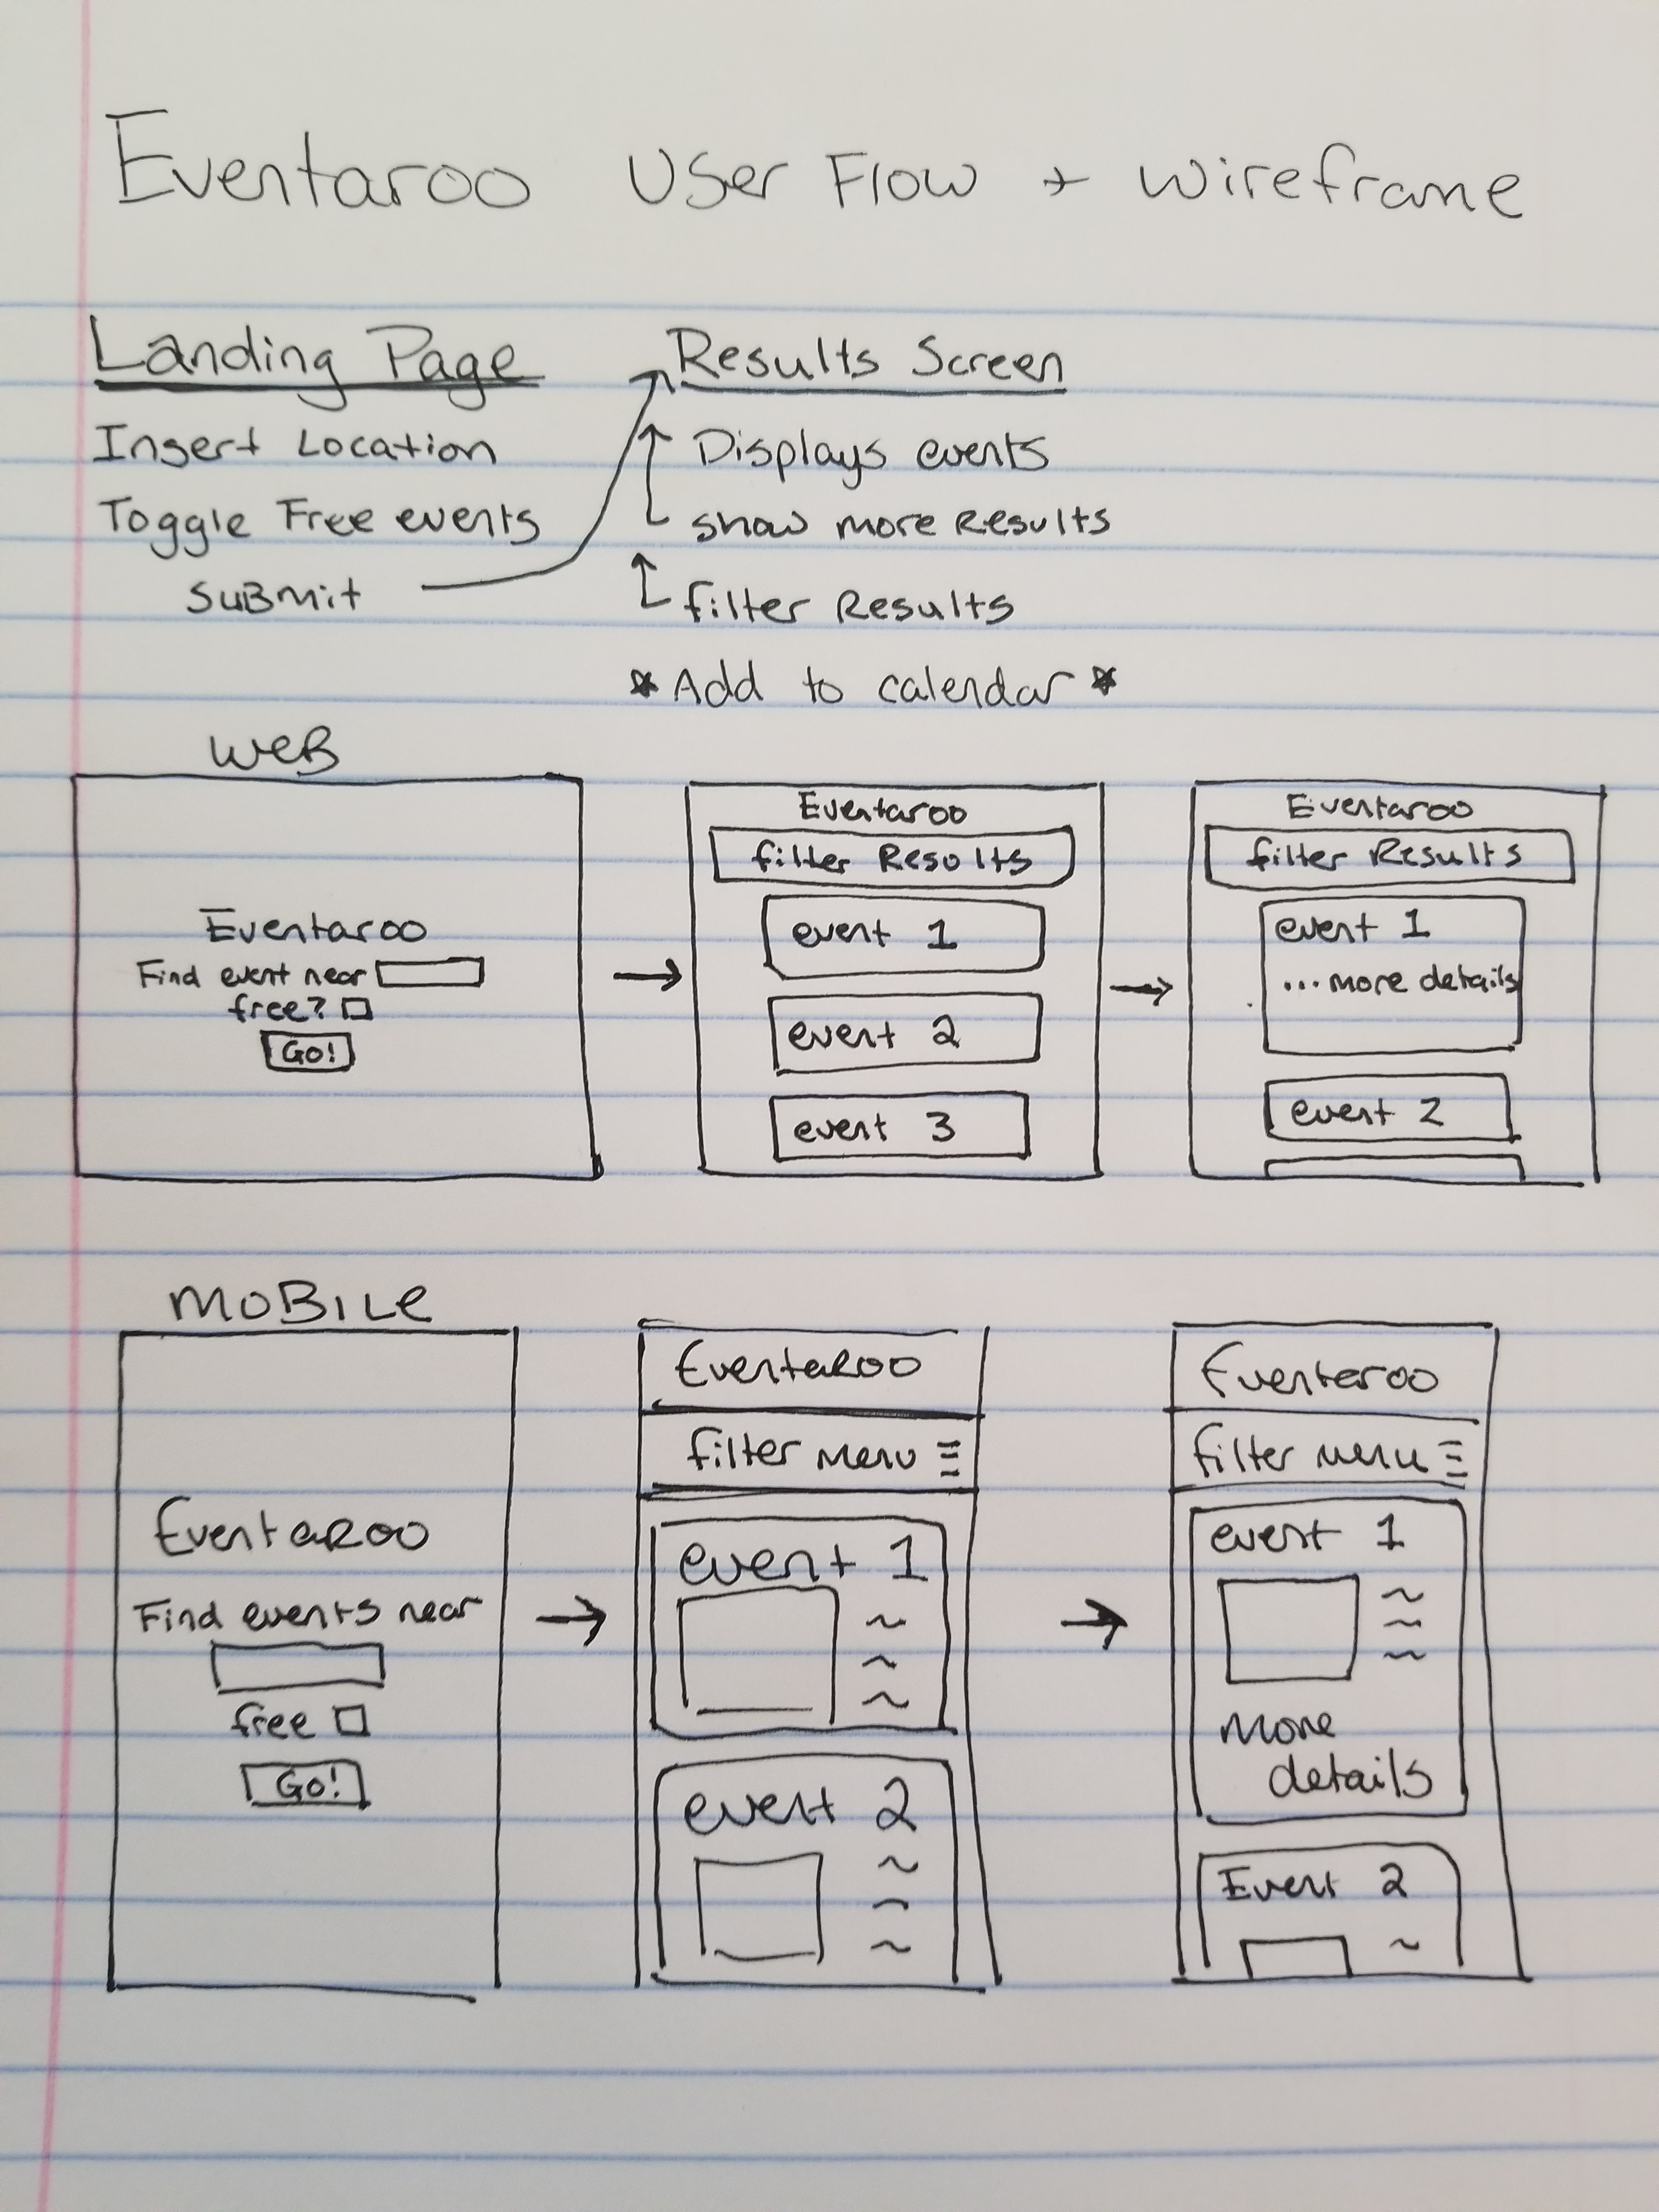 Eventaroo User Flow + wireframe
Landing Page
Insert Location
Toggle Free events
Submit
Results Screen
Displays events
show more Results
filter Results
* Add to calendar *
Web
Eventaroo
Find event near
free?
Go!
Eventaroo
filter Results
event 1
event 2
event 3
Eventaroo
filter Results
event 1
... more details
event 2
MOBILe
Eventaroo
Find events near
free
Go!
Eventaroo
filter menu
event 1
event 2
Eventaroo
filter menu
event 1
more
details
Event 2